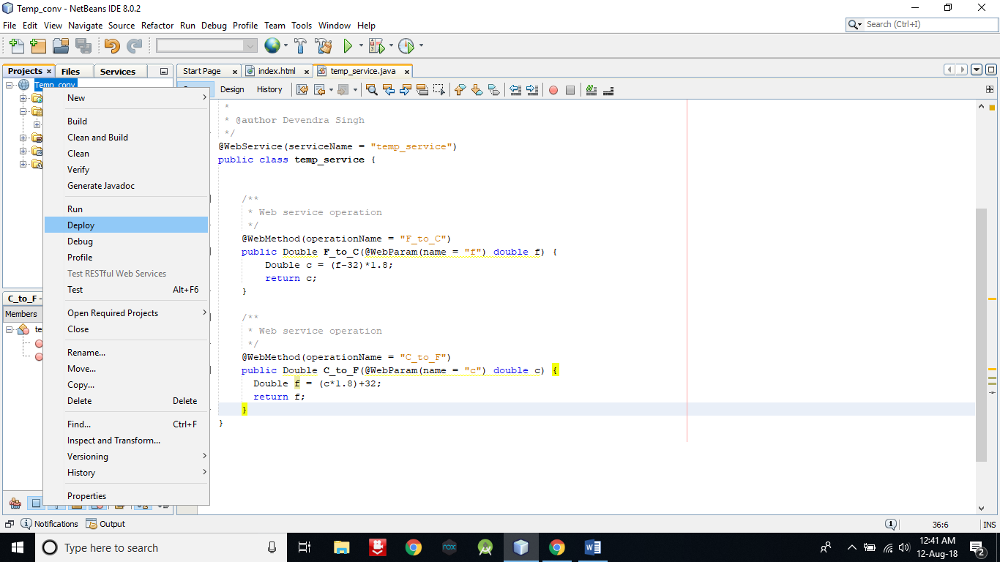 Temp_conv - NetBeans IDE 8.0.2
File Edit View Navigate Source Refactor Run Debug Profile Team Tools Window Help
Search (Ctrl+I)
Projects Files Services
Start Page index.html temp_service.java
Temp_conv
Design History
New
Build
Clean and Build
Clean
Verify
Generate Javadoc
Run
Deploy
Debug
Profile
Test RESTful Web Services
Test Alt+F6
Open Required Projects
Close
Rename...
Move...
Copy...
Delete Delete
Find... Ctrl+F
Inspect and Transform...
Versioning
History
Properties
C_to_F -
Members
te
*
* @author Devendra Singh
*/
@WebService(serviceName = "temp_service")
public class temp_service {
/**
* Web service operation
*/
@WebMethod(operationName = "F_to_C")
public Double F_to_C(@WebParam(name = "f") double f) {
Double c = (f-32)*1.8;
return c;
}
/**
* Web service operation
*/
@WebMethod(operationName = "C_to_F")
public Double C_to_F(@WebParam(name = "c") double c) {
Double f = (c*1.8)+32;
return f;
}
}
Notifications Output
1
36:6
INS
Type here to search
nox
12:41 AM
12-Aug-18
2